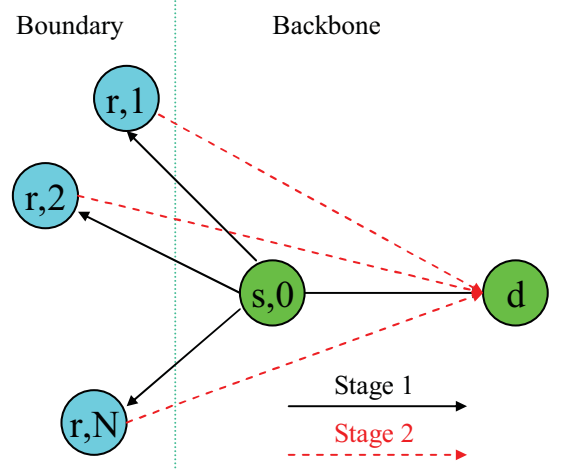 Boundary
Backbone
r,1
r,2
s,0
d
r,N
Stage 1
Stage 2